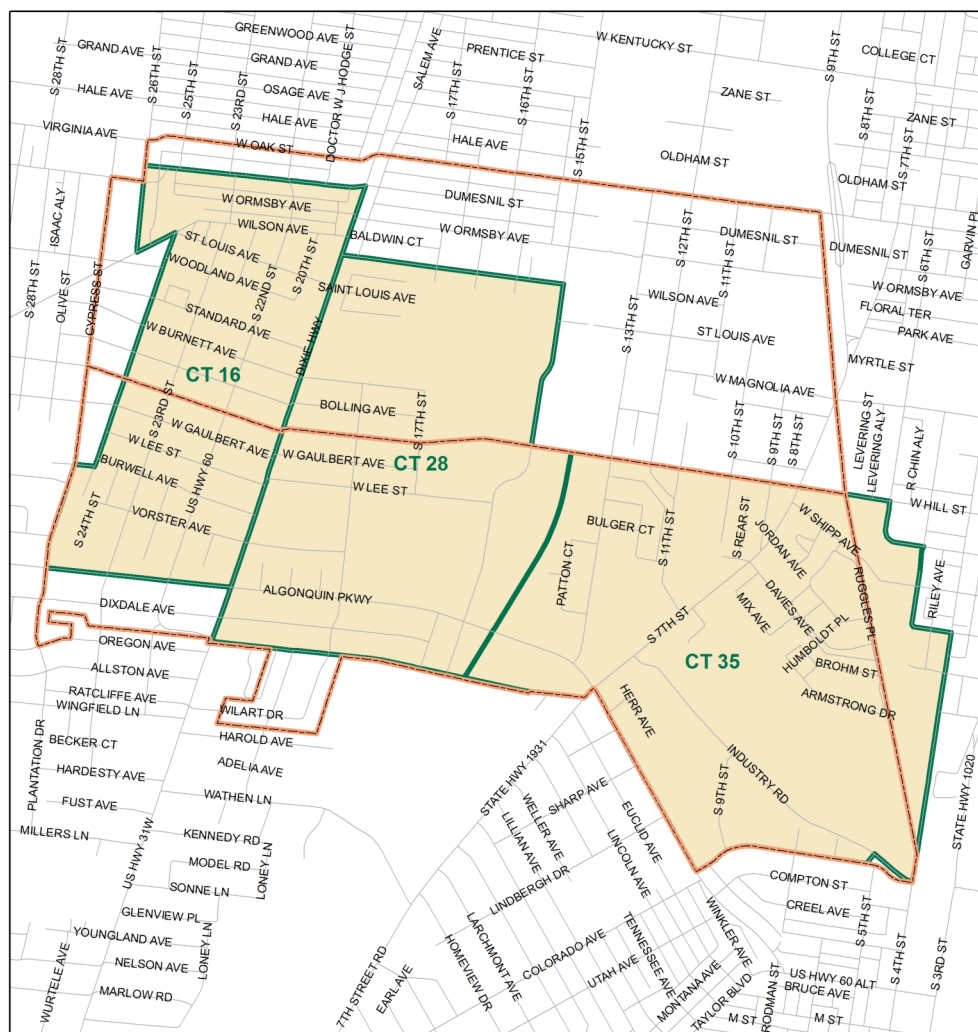 GREENWOOD AVE
GRAND AVE
GRAND AVE
S 28TH ST
S 26TH ST
S 25TH ST
S 23RD ST
OSAGE AVE
HALE AVE
HALE AVE
VIRGINIA AVE
W OAK ST
DOCTOR W J HODGE ST
SALEM AVE
PRENTICE ST
S 17TH ST
S 16TH ST
HALE AVE
S 15TH ST
W KENTUCKY ST
ZANE ST
OLDHAM ST
S 9TH ST
COLLEGE CT
S 8TH ST
ZANE ST
S 7TH ST
OLDHAM ST
GARVIN PL
ISAAC ALY
S 28TH ST
OLIVE ST
CYPRESS ST
W ORMSBY AVE
WILSON AVE
ST LOUIS AVE
WOODLAND AVE
S 22ND ST
S 20TH ST
STANDARD AVE
W BURNETT AVE
CT 16
DIXIE HWY
DUMESNIL ST
W ORMSBY AVE
BALDWIN CT
SAINT LOUIS AVE
S 12TH ST
DUMESNIL ST
S 11TH ST
WILSON AVE
S 13TH ST
ST LOUIS AVE
DUMESNIL ST
S 6TH ST
W ORMSBY AVE
FLORAL TER
PARK AVE
MYRTLE ST
W MAGNOLIA AVE
S 10TH ST
S 9TH ST
S 8TH ST
LEVERING ST
LEVERING ALY
R CHIN ALY
W HILL ST
BOLLING AVE
S 17TH ST
S 23RD ST
W GAULBERT AVE
W LEE ST
US HWY 60
BURWELL AVE
S 24TH ST
VORSTER AVE
W GAULBERT AVE
CT 28
W LEE ST
ALGONQUIN PKWY
BULGER CT
PATTON CT
S 11TH ST
S REAR ST
JORDAN AVE
W SHIPP AVE
RUGGLES PL
RILEY AVE
S 7TH ST
MIX AVE
DAVIES AVE
HUMBOLDT PL
CT 35
BROHM ST
ARMSTRONG DR
HERR AVE
INDUSTRY RD
S 9TH ST
STATE HWY 1020
DIXDALE AVE
OREGON AVE
ALLSTON AVE
RATCLIFFE AVE
WINGFIELD LN
PLANTATION DR
BECKER CT
HARDESTY AVE
FUST AVE
MILLERS LN
US HWY 31W
WILART DR
HAROLD AVE
ADELIA AVE
WATHEN LN
KENNEDY RD
MODEL RD
LONEY LN
SONNE LN
GLENVIEW PL
YOUNGLAND AVE
NELSON AVE
LONEY LN
MARLOW RD
WURTELE AVE
STATE HWY 1931
SHARP AVE
WELLER AVE
LILLIAN AVE
LINDBERGH DR
EUCLID AVE
LINCOLN AVE
LARCHMONT AVE
HOMEVIEW DR
COLORADO AVE
TENNESSEE AVE
UTAH AVE
WINKLER AVE
MONTANA AVE
TAYLOR BLVD
7TH STREET RD
EARL AVE
COMPTON ST
CREEL AVE
S 5TH ST
S 4TH ST
S 3RD ST
US HWY 60 ALT
BRUCE AVE
RODMAN ST
M ST
M ST